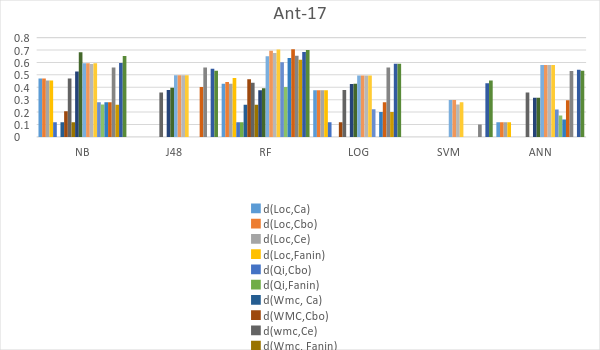 Ant-17
0.8
0.7
0.6
0.5
0.4
0.3
0.2
0.1
0
NB J48 RF LOG SVM ANN
d(Loc,Ca)
d(Loc,Cbo)
d(Loc,Ce)
d(Loc,Fanin)
d(Qi,Cbo)
d(Qi,Fanin)
d(Wmc, Ca)
d(WMC,Cbo)
d(wmc,Ce)
d(Wmc, Fanin)